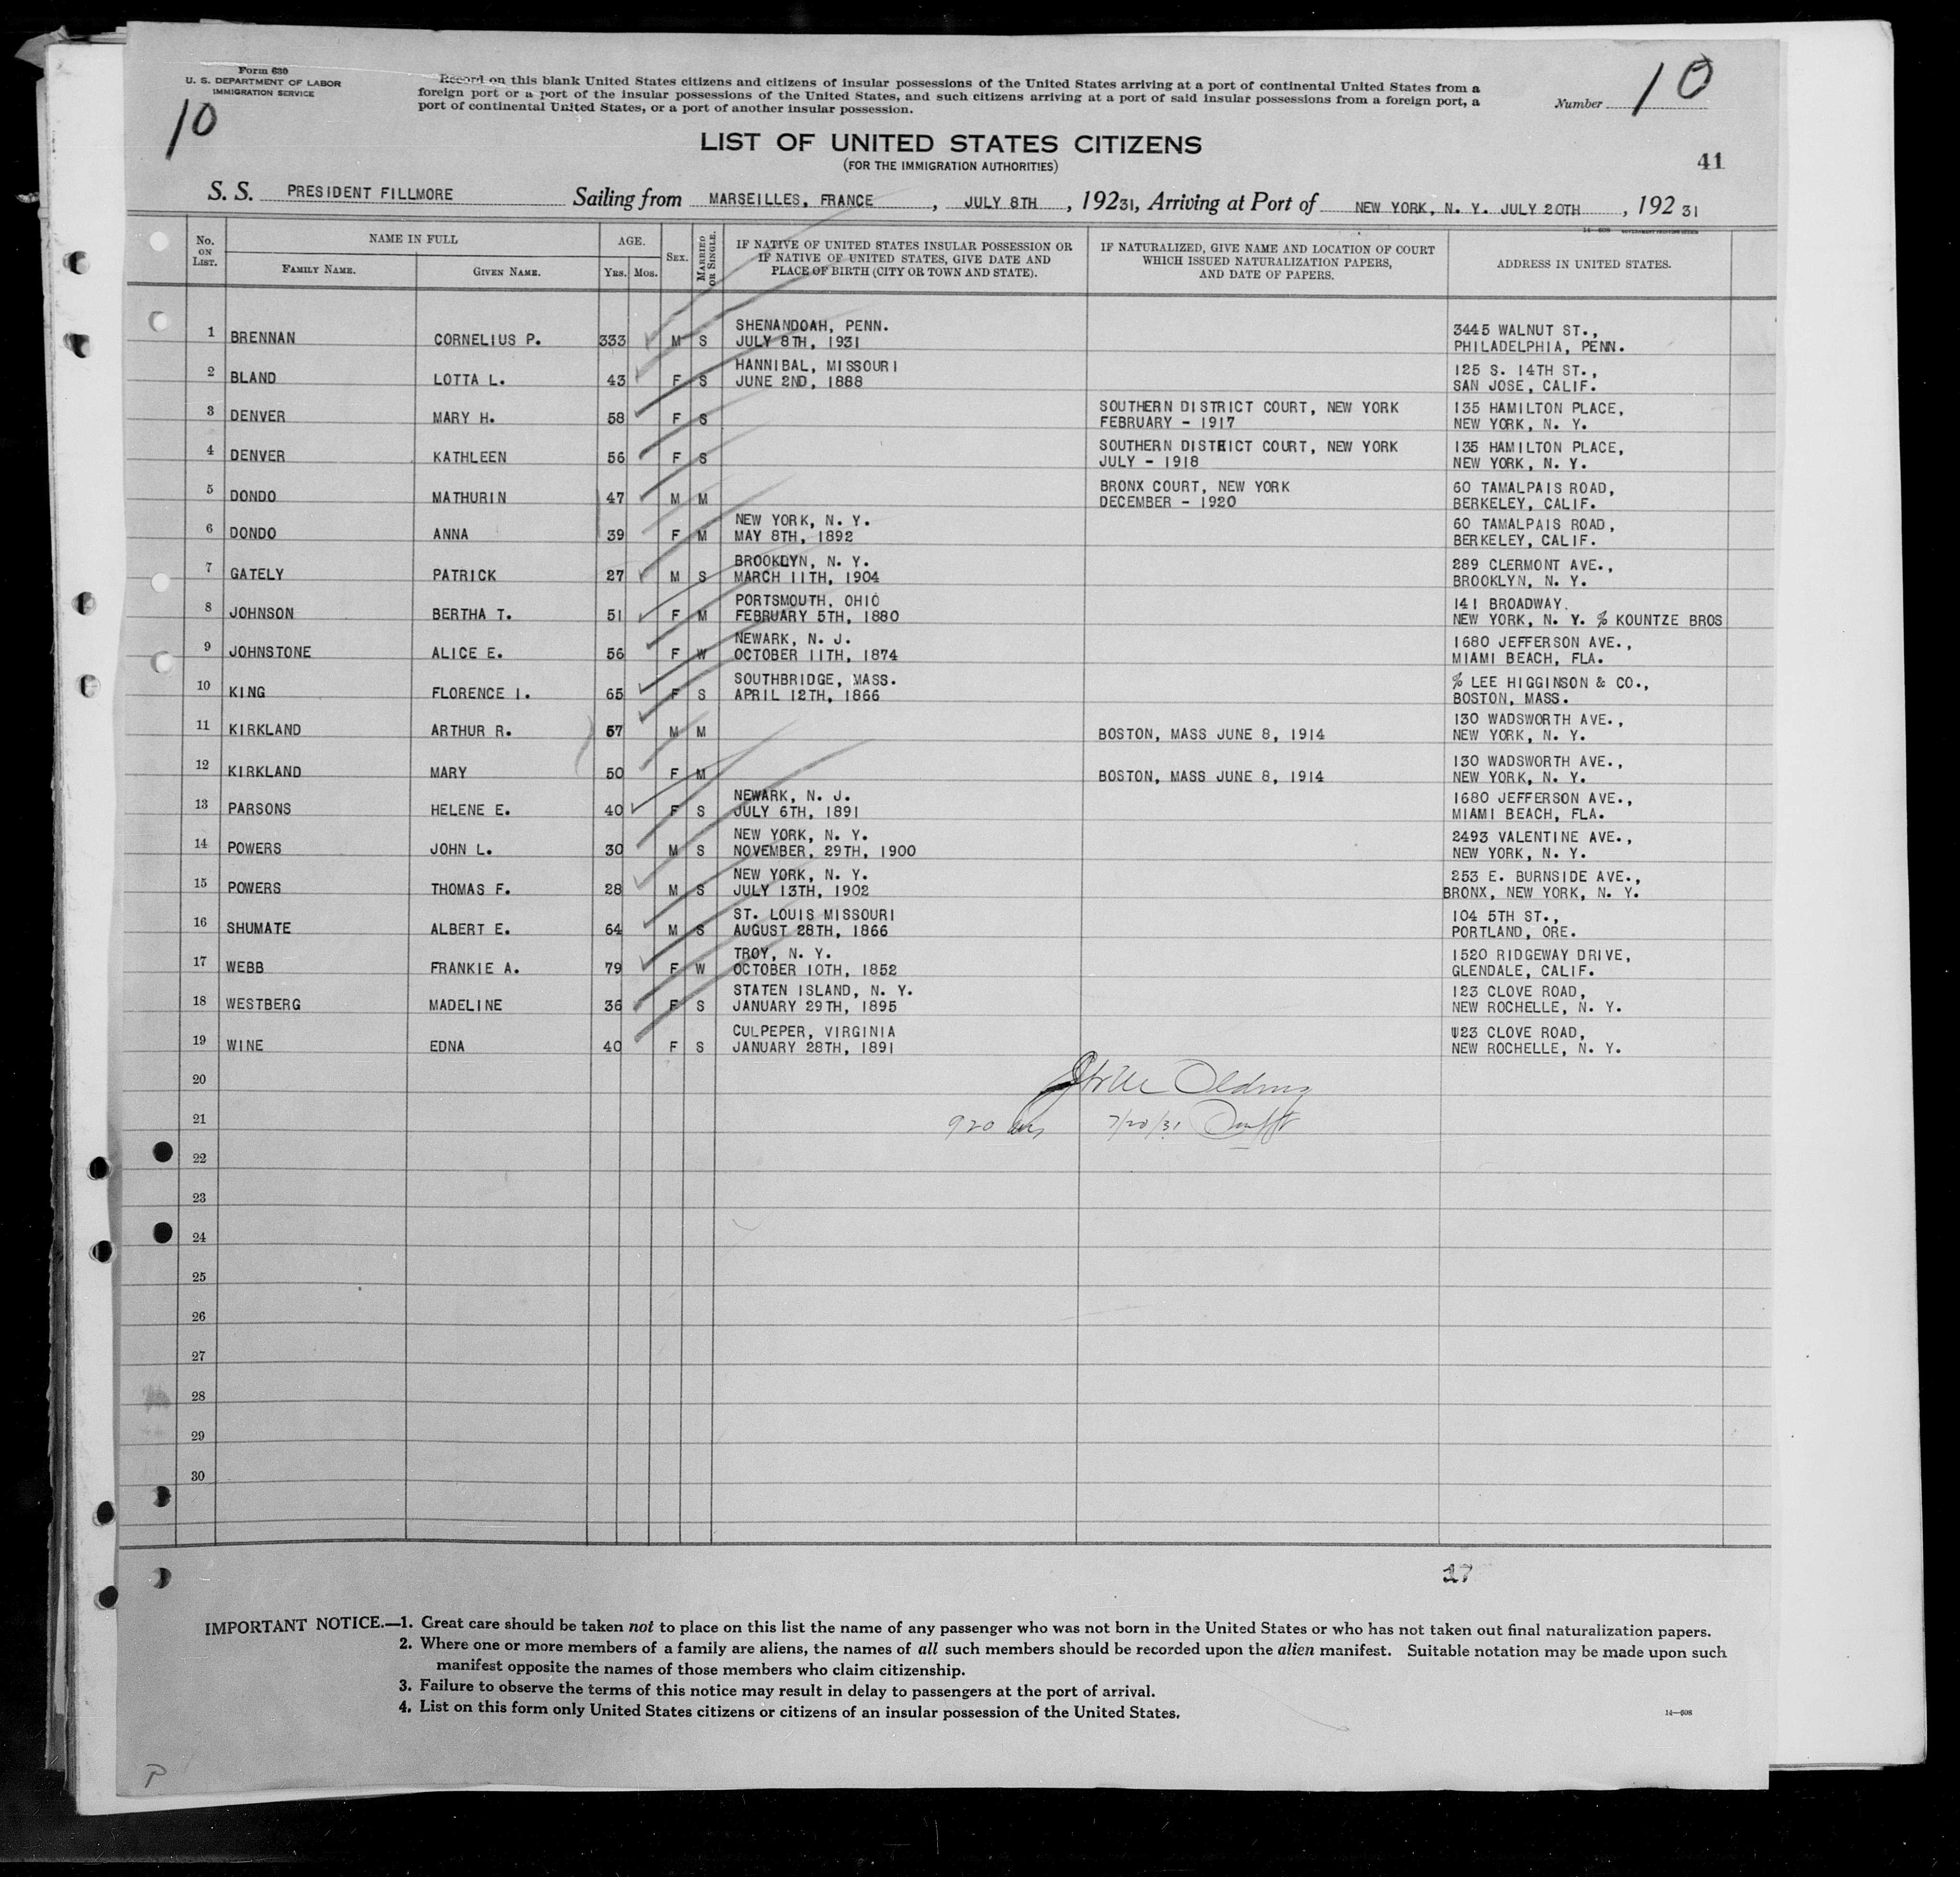 Form 630
U. S. DEPARTMENT OF LABOR
IMMIGRATION SERVICE
10
Record on this blank United States citizens and citizens of insular possessions of the United States arriving at a port of continental United States from a
foreign port or a port of the insular possessions of the United States, and such citizens arriving at a port of said insular possessions from a foreign port, a
port of continental United States, or a port of another insular possession.
Number 10
LIST OF UNITED STATES CITIZENS
(FOR THE IMMIGRATION AUTHORITIES)
41
S. S. PRESIDENT FILLMORE Sailing from MARSEILLES, FRANCE, JULY 8TH, 19231, Arriving at Port of NEW YORK, N. Y. JULY 20TH, 192 31
No. ON LIST. NAME IN FULL FAMILY NAME. GIVEN NAME. AGE. Yrs. Mos. SEX. MARRIED OR SINGLE. IF NATIVE OF UNITED STATES INSULAR POSSESSION OR IF NATIVE OF UNITED STATES, GIVE DATE AND PLACE OF BIRTH (CITY OR TOWN AND STATE). IF NATURALIZED, GIVE NAME AND LOCATION OF COURT WHICH ISSUED NATURALIZATION PAPERS, AND DATE OF PAPERS. ADDRESS IN UNITED STATES.
1 BRENNAN CORNELIUS P. 333 M S SHENANDOAH, PENN. JULY 8TH, 1931 3445 WALNUT ST., PHILADELPHIA, PENN.
2 BLAND LOTTA L. 43 F S HANNIBAL, MISSOURI JUNE 2ND, 1888 125 S. 14TH ST., SAN JOSE, CALIF.
3 DENVER MARY H. 58 F S SOUTHERN DISTRICT COURT, NEW YORK FEBRUARY - 1917 135 HAMILTON PLACE, NEW YORK, N. Y.
4 DENVER KATHLEEN 56 F S SOUTHERN DISTRICT COURT, NEW YORK JULY - 1918 135 HAMILTON PLACE, NEW YORK, N. Y.
5 DONDO MATHURIN 47 M M BRONX COURT, NEW YORK DECEMBER - 1920 60 TAMALPAIS ROAD, BERKELEY, CALIF.
6 DONDO ANNA 39 F M NEW YORK, N. Y. MAY 8TH, 1892 60 TAMALPAIS ROAD, BERKELEY, CALIF.
7 GATELY PATRICK 27 M S BROOKLYN, N. Y. MARCH 11TH, 1904 289 CLERMONT AVE., BROOKLYN, N. Y.
8 JOHNSON BERTHA T. 51 F M PORTSMOUTH, OHIO FEBRUARY 5TH, 1880 141 BROADWAY. NEW YORK, N. Y. % KOUNTZE BROS
9 JOHNSTONE ALICE E. 56 F W NEWARK, N. J. OCTOBER 11TH, 1874 1680 JEFFERSON AVE., MIAMI BEACH, FLA.
10 KING FLORENCE I. 65 F S SOUTHBRIDGE, MASS. APRIL 12TH, 1866 % LEE HIGGINSON & CO., BOSTON, MASS.
11 KIRKLAND ARTHUR R. 57 M M BOSTON, MASS JUNE 8, 1914 130 WADSWORTH AVE., NEW YORK, N. Y.
12 KIRKLAND MARY 50 F M BOSTON, MASS JUNE 8, 1914 130 WADSWORTH AVE., NEW YORK, N. Y.
13 PARSONS HELENE E. 40 F S NEWARK, N. J. JULY 6TH, 1891 1680 JEFFERSON AVE., MIAMI BEACH, FLA.
14 POWERS JOHN L. 30 M S NEW YORK, N. Y. NOVEMBER, 29TH, 1900 2493 VALENTINE AVE., NEW YORK, N. Y.
15 POWERS THOMAS F. 28 M S NEW YORK, N. Y. JULY 13TH, 1902 253 E. BURNSIDE AVE., BRONX, NEW YORK, N. Y.
16 SHUMATE ALBERT E. 64 M S ST. LOUIS MISSOURI AUGUST 28TH, 1866 104 5TH ST., PORTLAND, ORE.
17 WEBB FRANKIE A. 79 F W TROY, N. Y. OCTOBER 10TH, 1852 1520 RIDGEWAY DRIVE, GLENDALE, CALIF.
18 WESTBERG MADELINE 36 F S STATEN ISLAND, N. Y. JANUARY 29TH, 1895 123 CLOVE ROAD, NEW ROCHELLE, N. Y.
19 WINE EDNA 40 F S CULPEPER, VIRGINIA JANUARY 28TH, 1891 123 CLOVE ROAD, NEW ROCHELLE, N. Y.
20
21 920 7/20/31
22
23
24
25
26
27
28
29
30
17
IMPORTANT NOTICE.—1. Great care should be taken not to place on this list the name of any passenger who was not born in the United States or who has not taken out final naturalization papers.
2. Where one or more members of a family are aliens, the names of all such members should be recorded upon the alien manifest. Suitable notation may be made upon such
manifest opposite the names of those members who claim citizenship.
3. Failure to observe the terms of this notice may result in delay to passengers at the port of arrival.
4. List on this form only United States citizens or citizens of an insular possession of the United States.
14—608
P